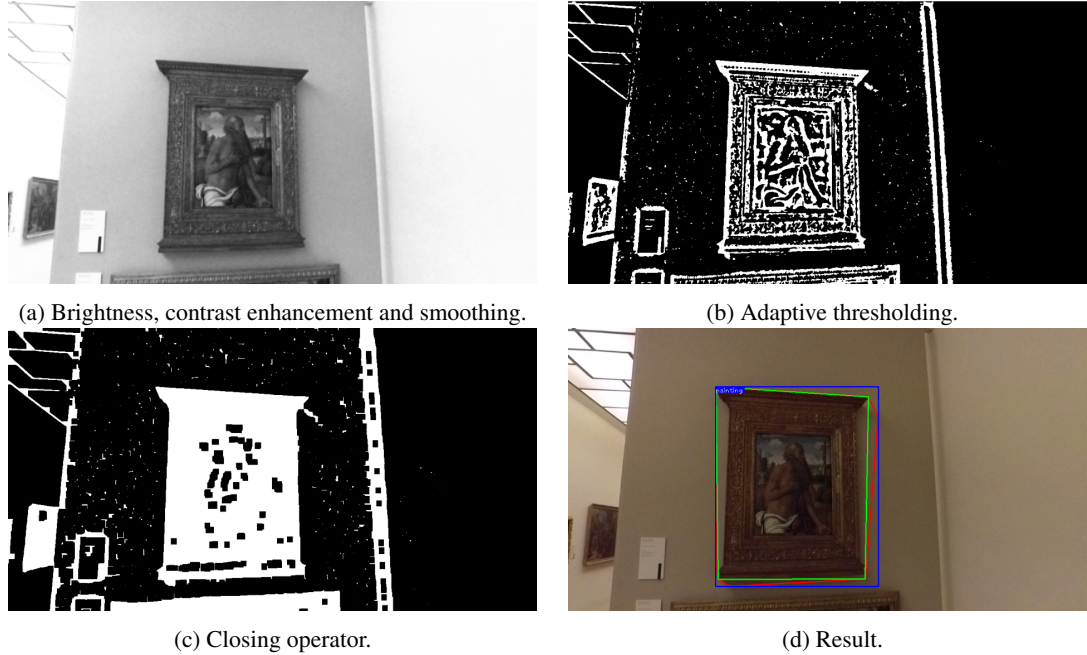 (a) Brightness, contrast enhancement and smoothing.
(b) Adaptive thresholding.
painting
(c) Closing operator.
(d) Result.